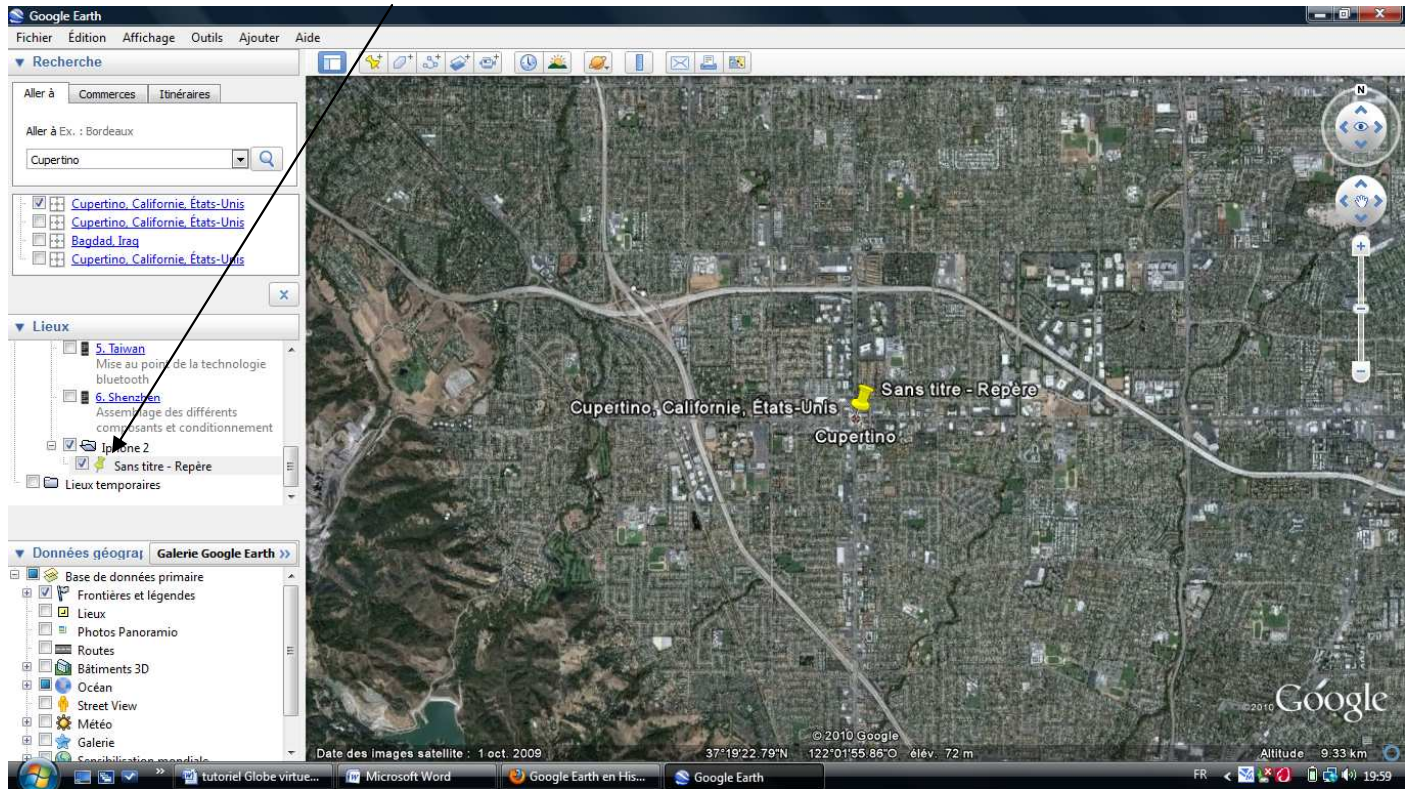 Google Earth
Fichier Édition Affichage Outils Ajouter Aide
Recherche
Aller à Commerces Itinéraires
Aller à Ex. : Bordeaux
Cupertino
Cupertino, Californie, États-Unis
Cupertino, Californie, États-Unis
Bagdad, Iraq
Cupertino, Californie, États-Unis
Lieux
5. Taiwan
Mise au point de la technologie
bluetooth
6. Shenzhen
Assemblage des différents
composants et conditionnement
Iphone 2
Sans titre - Repère
Lieux temporaires
Données géograp Galerie Google Earth >>
Base de données primaire
Frontières et légendes
Lieux
Photos Panoramio
Routes
Bâtiments 3D
Océan
Street View
Météo
Galerie
Sensibilisation mondiale
N
Sans titre - Repère
Cupertino, Californie, États-Unis
Cupertino
©2010 Google
© 2010 Google
Date des images satellite : 1 oct. 2009 37°19'22.79"N 122°01'55.86"O élév. 72 m Altitude 9.33 km
tutoriel Globe virtue... Microsoft Word Google Earth en His... Google Earth FR 19:59